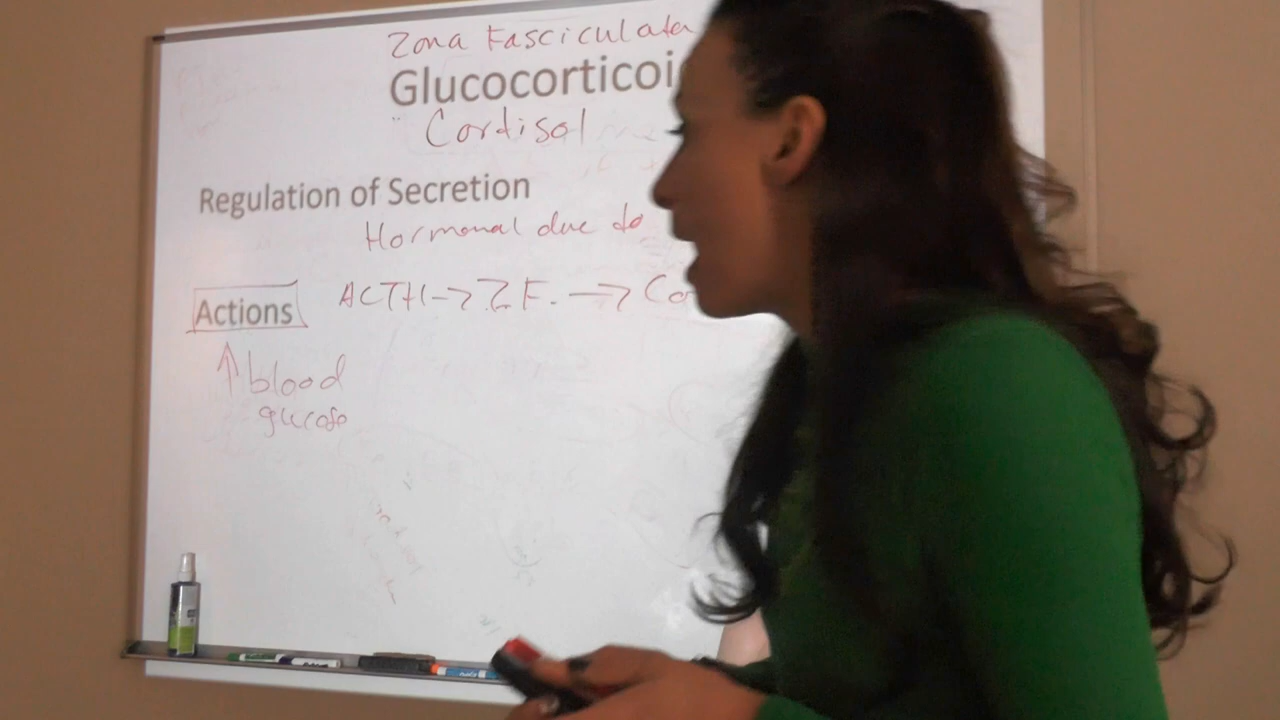 Zona Fasciculata
Glucocorticoi
Cortisol
Regulation of Secretion
Hormonal due to
Actions
ACTH → Z.F. → Co
↑ blood
glucose